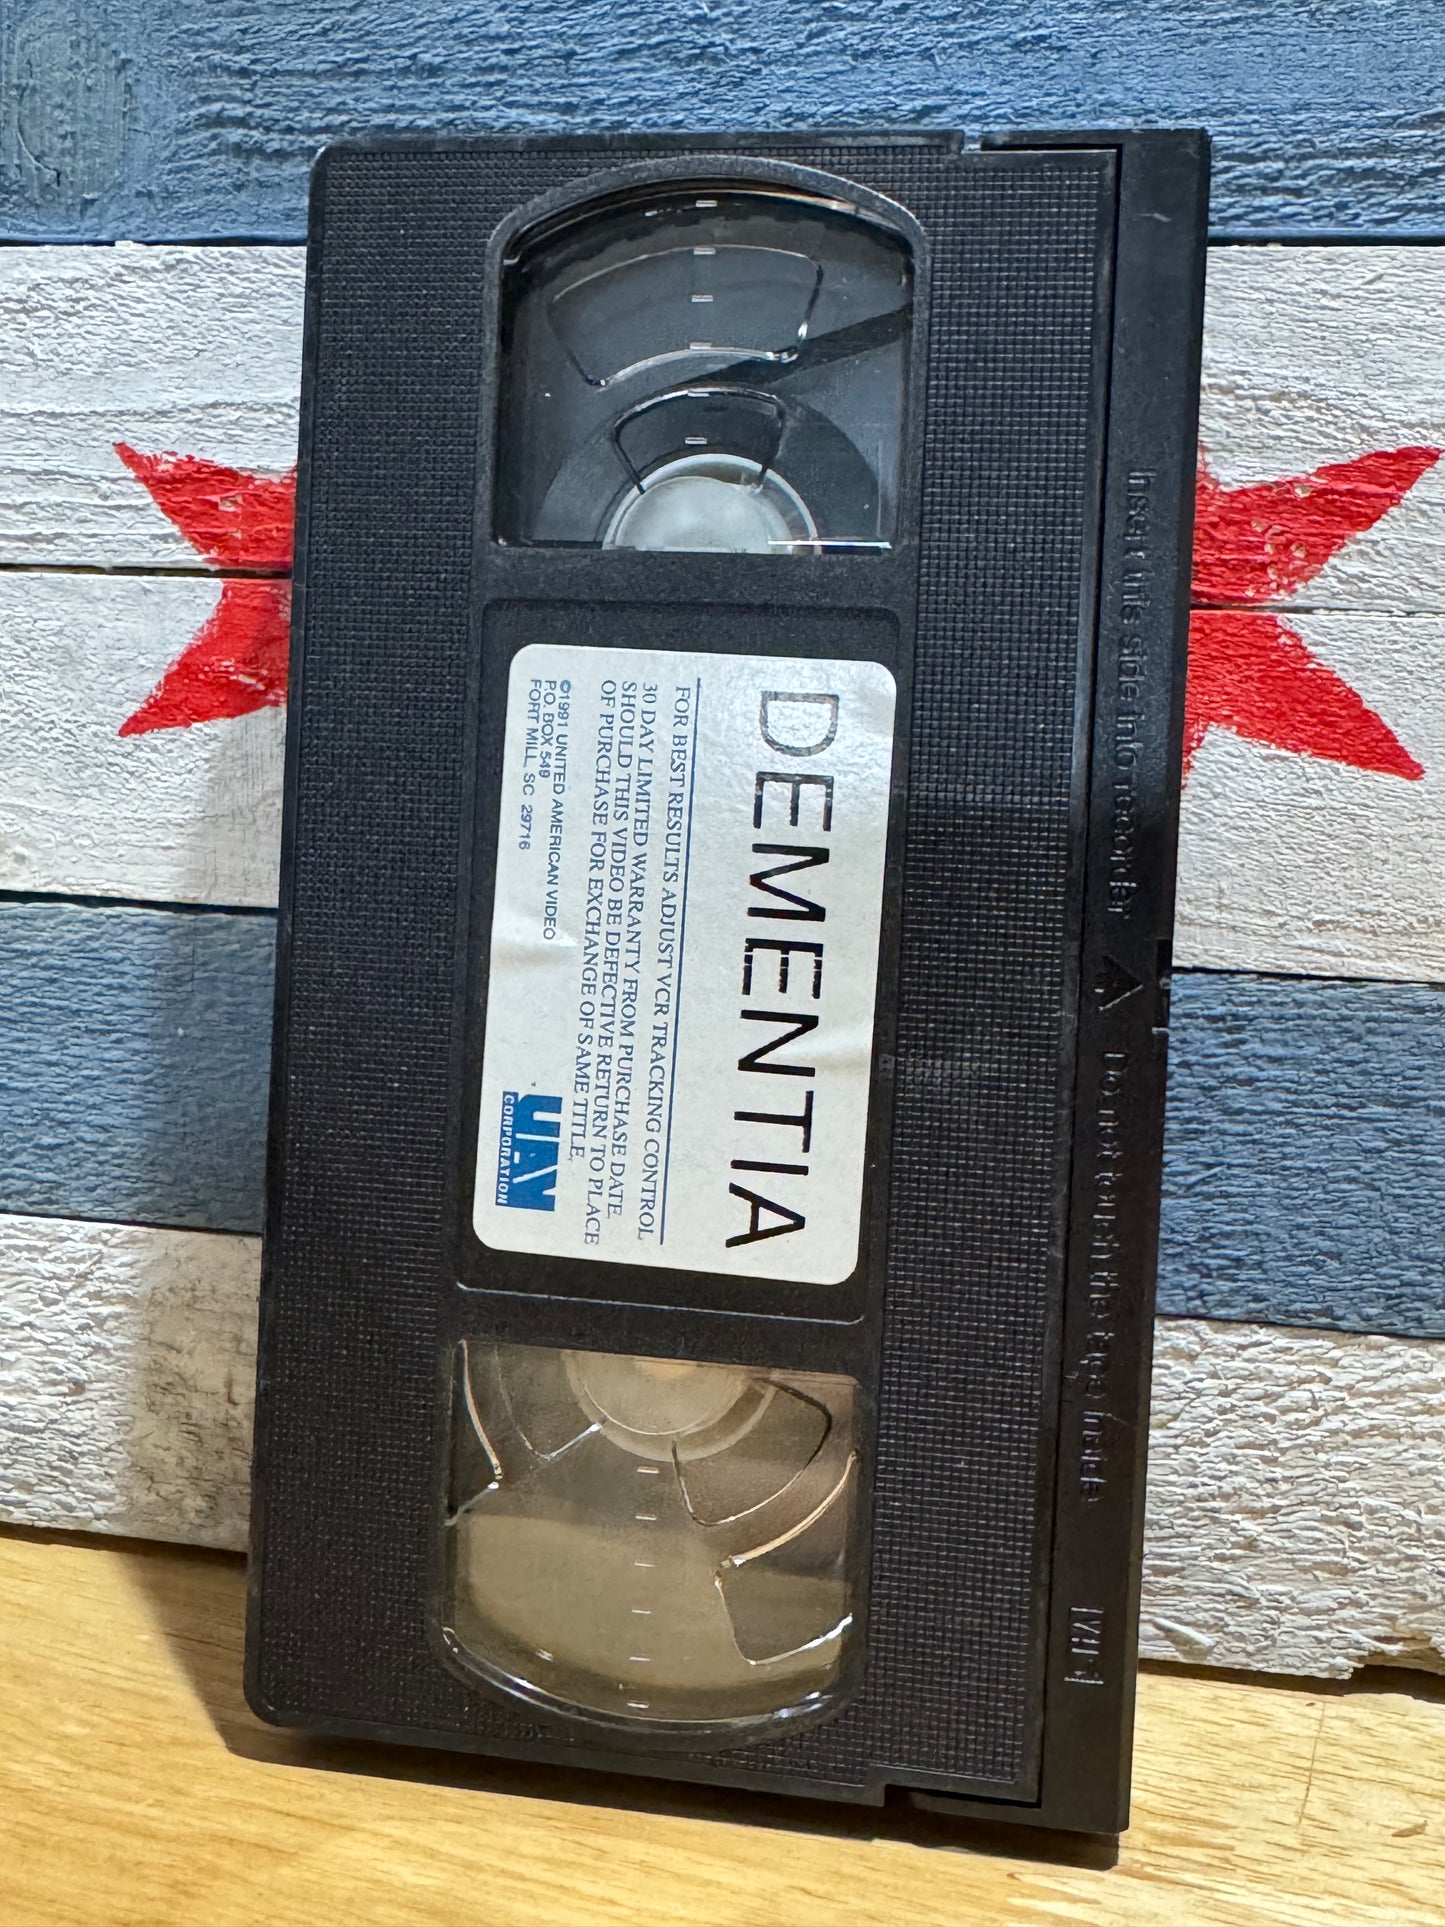 DEMENTIA
FOR BEST RESULTS ADJUST VCR TRACKING CONTROL
30 DAY LIMITED WARRANTY FROM PURCHASE DATE.
SHOULD THIS VIDEO BE DEFECTIVE RETURN TO PLACE
OF PURCHASE FOR EXCHANGE OF SAME TITLE.
©1991 UNITED AMERICAN VIDEO
P.O. BOX 549
FORT MILL, SC 29716
UAV
CORPORATION
Insert this side into recorder
Do not touch the tape inside
VHS